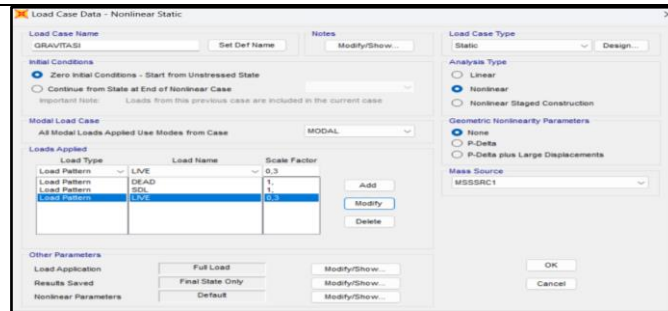 Load Case Data - Nonlinear Static
Load Case Name
GRAVITASI
Set Def Name
Notes
Modify/Show...
Load Case Type
Static
Design...
Initial Conditions
Zero Initial Conditions - Start from Unstressed State
Continue from State at End of Nonlinear Case
Important Note: Loads from this previous case are included in the current case
Analysis Type
Linear
Nonlinear
Nonlinear Staged Construction
Modal Load Case
All Modal Loads Applied Use Modes from Case
MODAL
Geometric Nonlinearity Parameters
None
P-Delta
P-Delta plus Large Displacements
Loads Applied
Load Type Load Name Scale Factor
Load Pattern LIVE 0,3
Load Pattern DEAD 1,
Load Pattern SDL 1,
Load Pattern LIVE 0,3
Add
Modify
Delete
Mass Source
MSSSRC1
Other Parameters
Load Application Full Load Modify/Show...
Results Saved Final State Only Modify/Show...
Nonlinear Parameters Default Modify/Show...
OK
Cancel